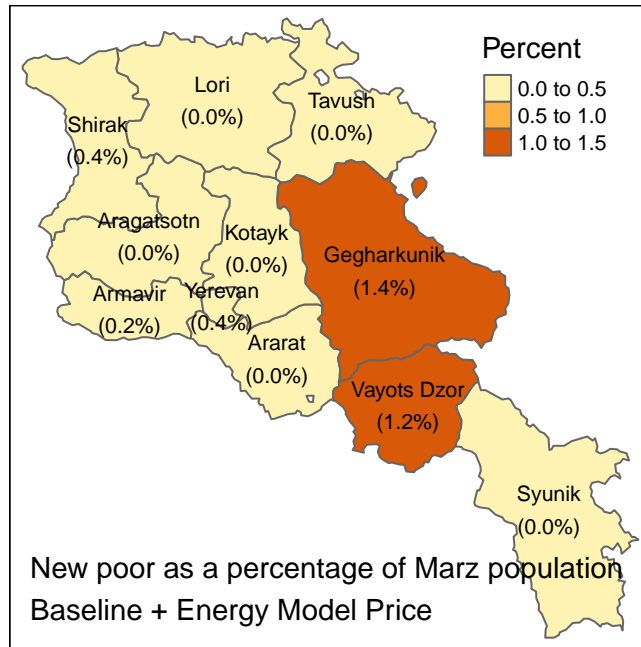 Percent
0.0 to 0.5
0.5 to 1.0
1.0 to 1.5
Lori
(0.0%)
Tavush
(0.0%)
Shirak
(0.4%)
Aragatsotn
(0.0%)
Kotayk
(0.0%)
Gegharkunik
(1.4%)
Armavir
(0.2%)
Yerevan
(0.4%)
Ararat
(0.0%)
Vayots Dzor
(1.2%)
Syunik
(0.0%)
New poor as a percentage of Marz population
Baseline + Energy Model Price